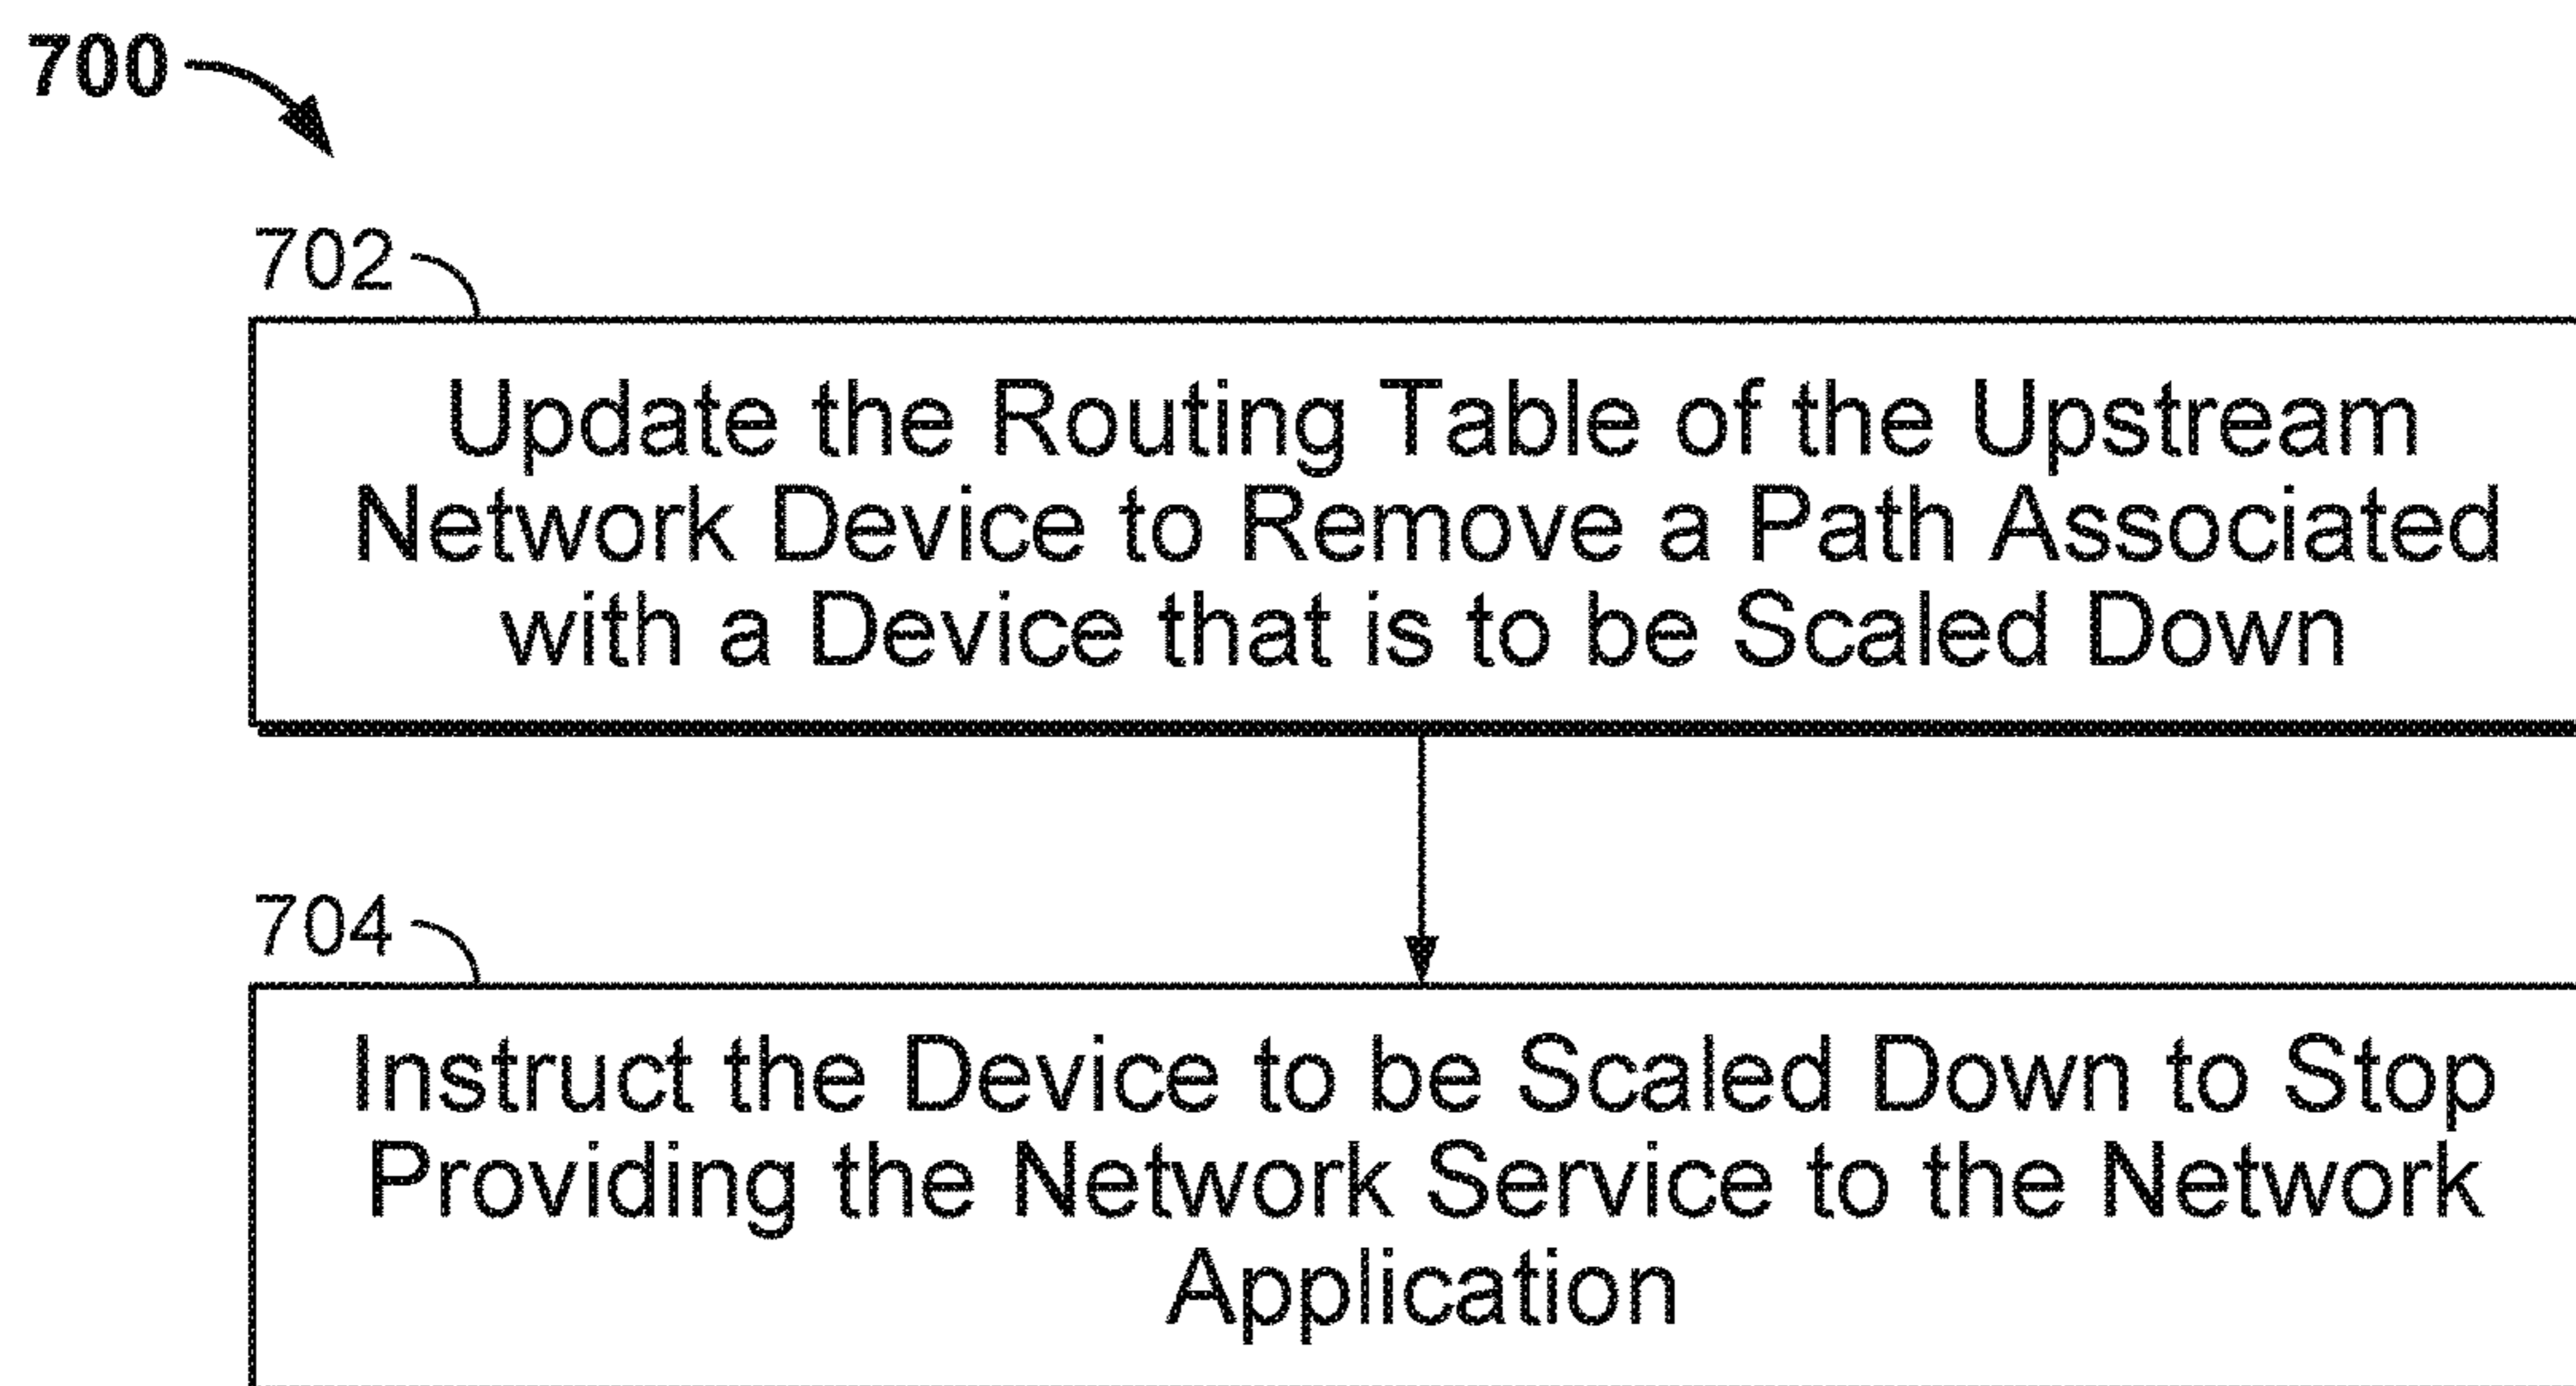 700
702
Update the Routing Table of the Upstream
Network Device to Remove a Path Associated
with a Device that is to be Scaled Down
704
Instruct the Device to be Scaled Down to Stop
Providing the Network Service to the Network
Application